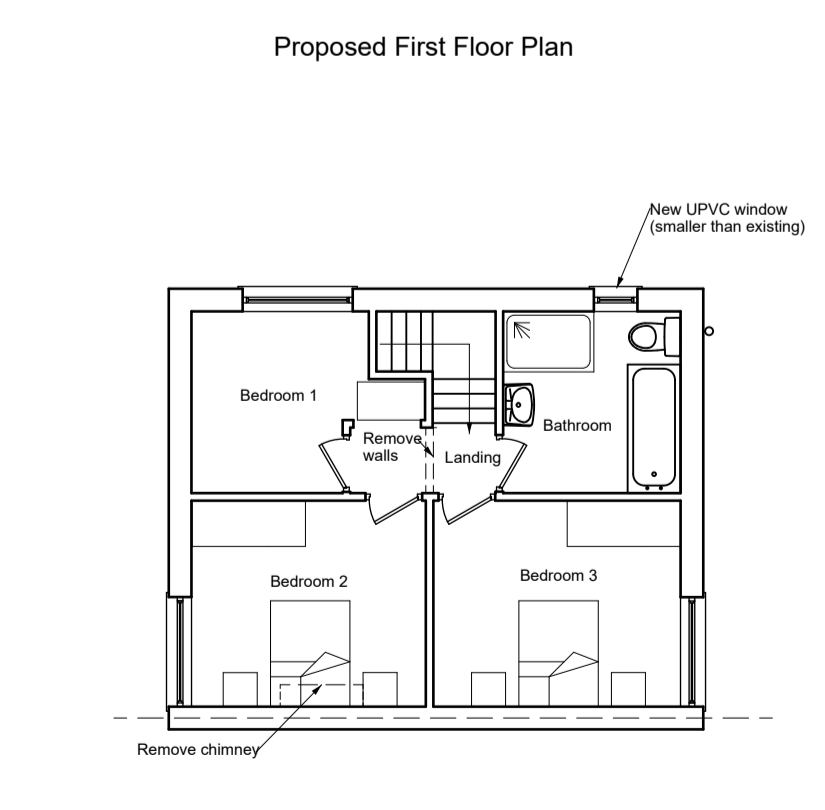 Proposed First Floor Plan
New UPVC window
(smaller than existing)
Bedroom 1
Bathroom
Remove
walls
Landing
Bedroom 2
Bedroom 3
Remove chimney